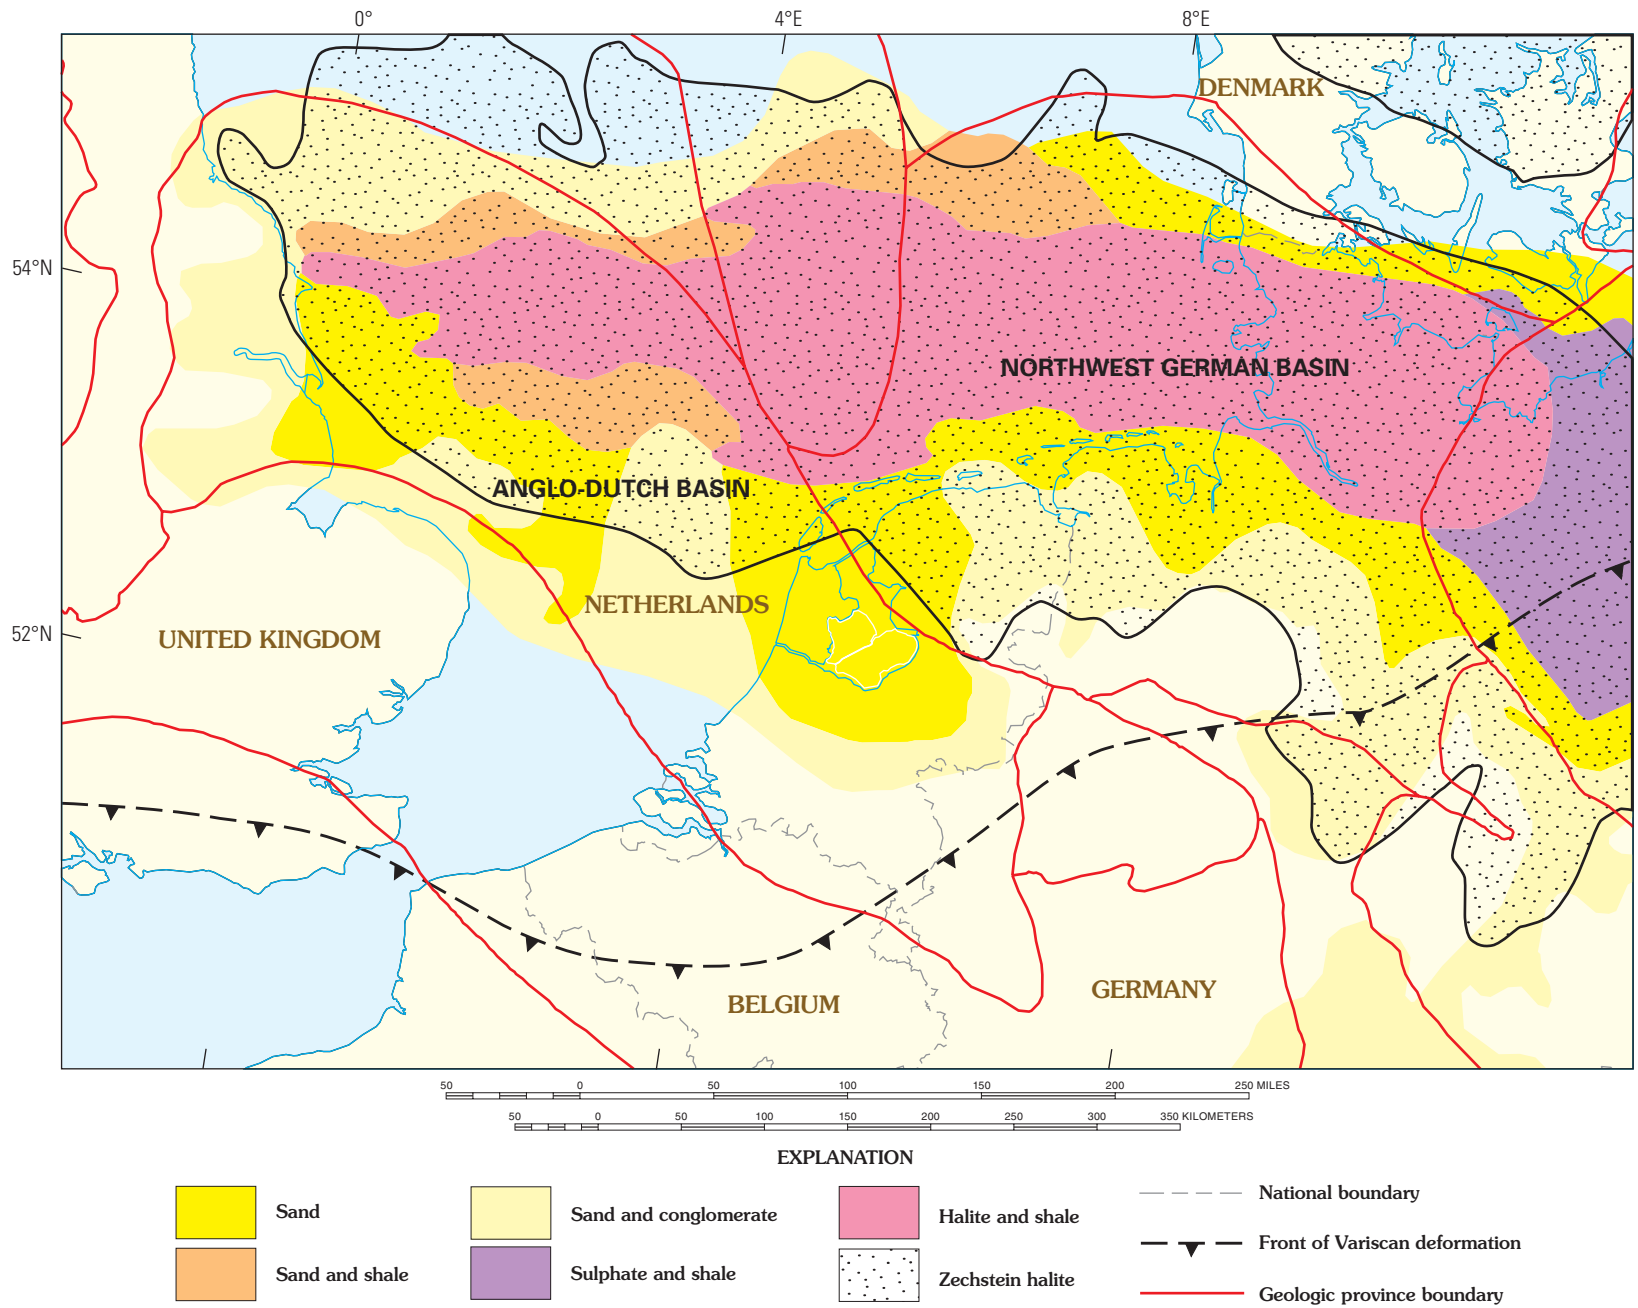 0° 4°E 8°E
DENMARK
54°N
NORTHWEST GERMAN BASIN
ANGLO-DUTCH BASIN
NETHERLANDS
52°N
UNITED KINGDOM
BELGIUM
GERMANY
50 0 50 100 150 200 250 MILES
50 0 50 100 150 200 250 300 350 KILOMETERS
EXPLANATION
Sand
Sand and conglomerate
Halite and shale
National boundary
Sand and shale
Sulphate and shale
Zechstein halite
Front of Variscan deformation
Geologic province boundary